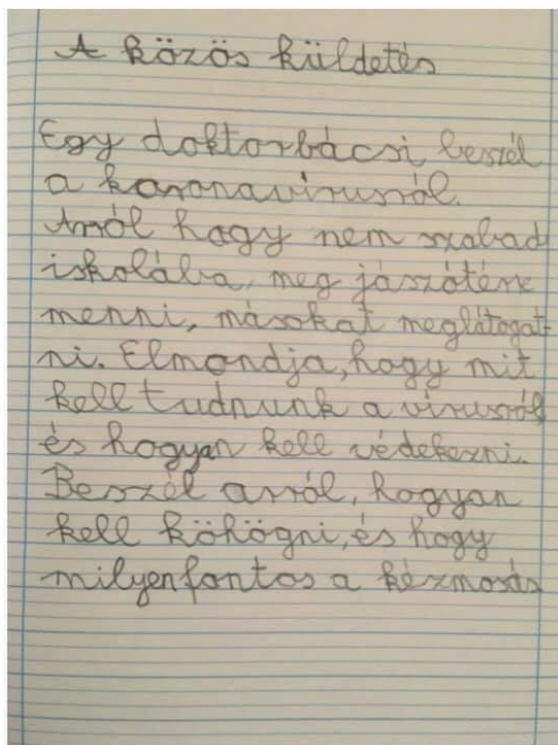 A közös küldetés
Egy doktorbácsi beszél
a koronavírusról.
Arról hogy nem szabad
iskolába, meg jászótérre
menni, másokat meglátogat-
ni. Elmondja, hogy mit
kell tudnunk a vírusról
és hogyan kell védekezni.
Beszél arról, hogyan
kell köhögni, és hogy
milyen fontos a kézmosás